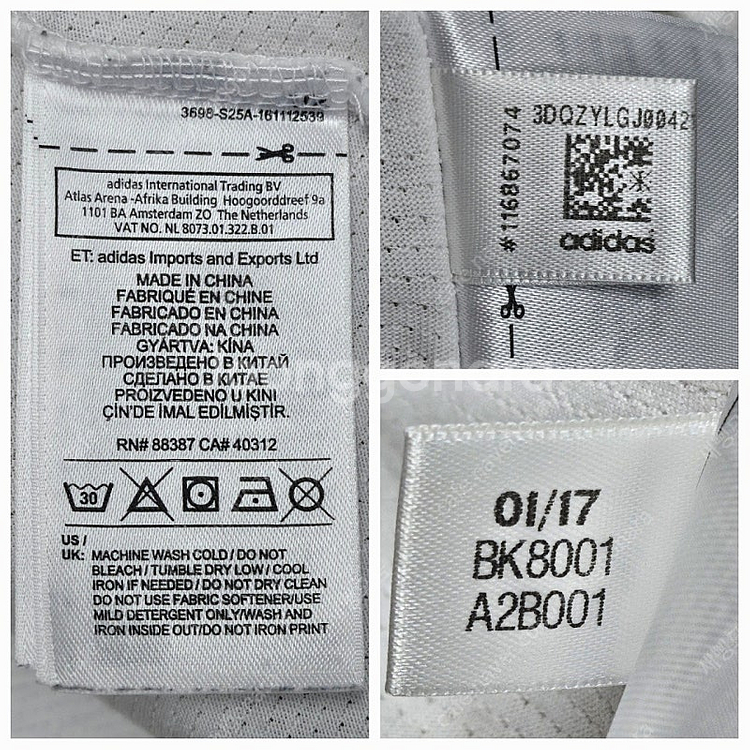 3698-S25A-161112539
adidas International Trading BV
Atlas Arena -Afrika Building Hoogoorddreef 9a
1101 BA Amsterdam ZO The Netherlands
VAT NO. NL 8073.01.322.B.01
ET: adidas Imports and Exports Ltd
MADE IN CHINA
FABRIQUÉ EN CHINE
FABRICADO EN CHINA
FABRICADO NA CHINA
GYÁRTVA: KÍNA
ПРОИЗВЕДЕНО В КИТАЙ
СДЕЛАНО В КИТАЕ
PROIZVEDENO U KINI
ÇİN'DE İMAL EDİLMİŞTİR.
RN# 88387 CA# 40312
30
US /
UK: MACHINE WASH COLD / DO NOT
BLEACH / TUMBLE DRY LOW / COOL
IRON IF NEEDED / DO NOT DRY CLEAN
DO NOT USE FABRIC SOFTENER/USE
MILD DETERGENT ONLY/WASH AND
IRON INSIDE OUT/DO NOT IRON PRINT
#116867074
3DQZYLGJ0042
adidas
01/17
BK8001
A2B001